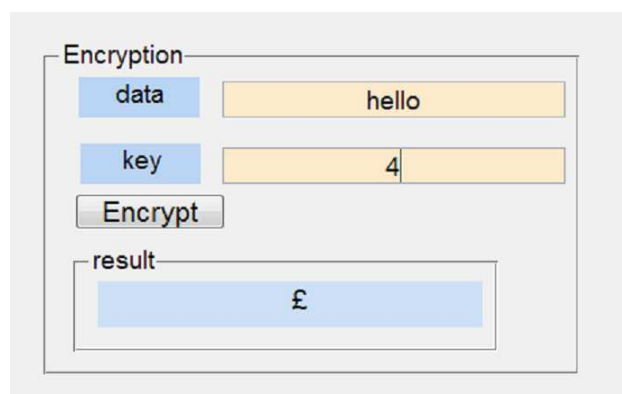 Encryption
data hello
key 4
Encrypt
result
£